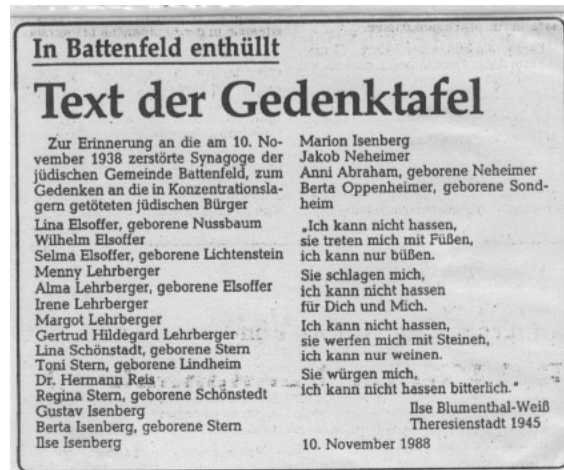 In Battenfeld enthüllt
Text der Gedenktafel
Zur Erinnerung an die am 10. No-
vember 1938 zerstörte Synagoge der
jüdischen Gemeinde Battenfeld, zum
Gedenken an die in Konzentrationsla-
gern getöteten jüdischen Bürger
Lina Elsoffer, geborene Nussbaum
Wilhelm Elsoffer
Selma Elsoffer, geborene Lichtenstein
Menny Lehrberger
Alma Lehrberger, geborene Elsoffer
Irene Lehrberger
Margot Lehrberger
Gertrud Hildegard Lehrberger
Lina Schönstadt, geborene Stern
Toni Stern, geborene Lindheim
Dr. Hermann Reis
Regina Stern, geborene Schönstedt
Gustav Isenberg
Berta Isenberg, geborene Stern
Ilse Isenberg
Marion Isenberg
Jakob Neheimer
Anni Abraham, geborene Neheimer
Berta Oppenheimer, geborene Sond-
heim
„Ich kann nicht hassen,
sie treten mich mit Füßen,
ich kann nur büßen.
Sie schlagen mich,
ich kann nicht hassen
für Dich und Mich.
Ich kann nicht hassen,
sie werfen mich mit Steinen,
ich kann nur weinen.
Sie würgen mich,
ich kann nicht hassen bitterlich."
Ilse Blumenthal-Weiß
Theresienstadt 1945
10. November 1988